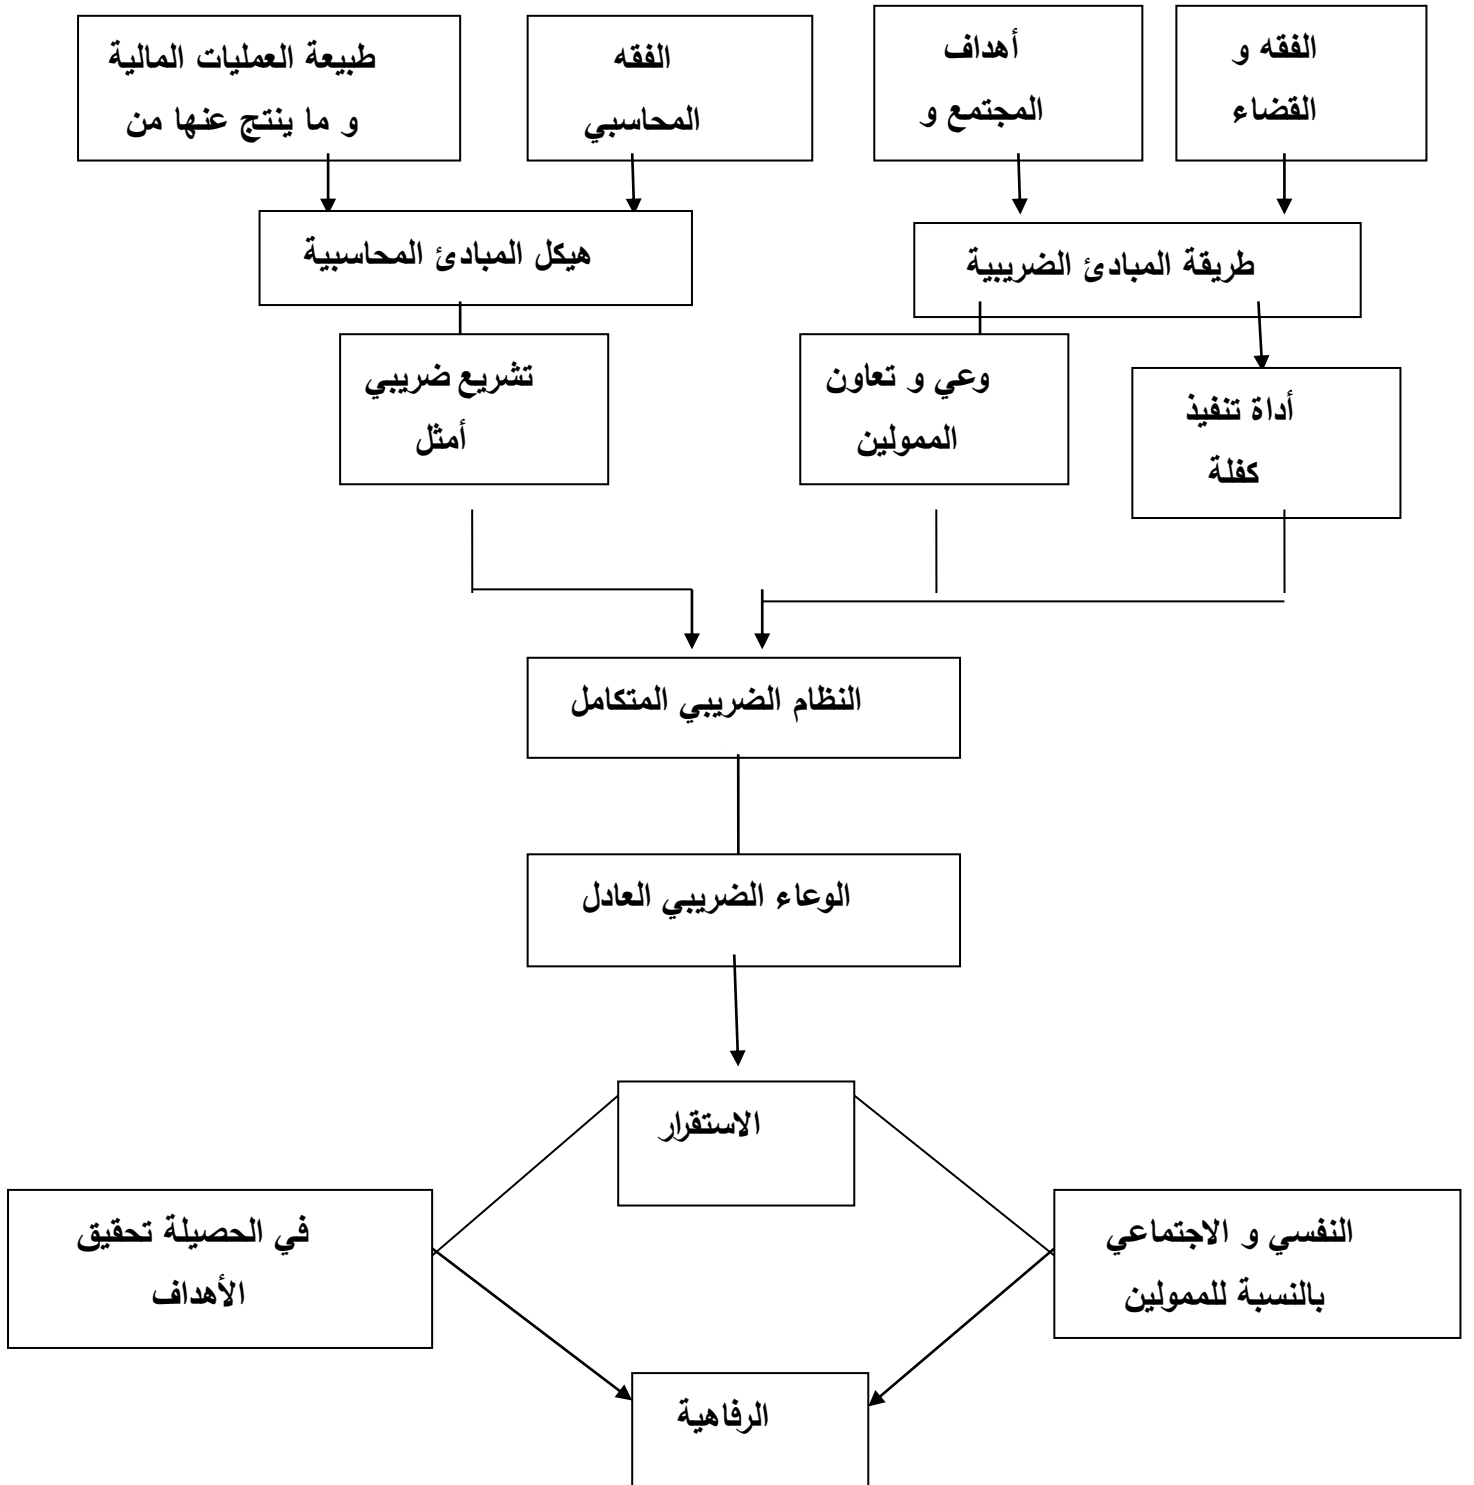 الفقه و
القضاء
أهداف
المجتمع و
الفقه
المحاسبي
طبيعة العمليات المالية
و ما ينتج عنها من
طريقة المبادئ الضريبية
هيكل المبادئ المحاسبية
أداة تنفيذ
كفلة
وعي و تعاون
الممولين
تشريع ضريبي
أمثل
النظام الضريبي المتكامل
الوعاء الضريبي العادل
الاستقرار
النفسي و الاجتماعي
بالنسبة للممولين
في الحصيلة تحقيق
الأهداف
الرفاهية